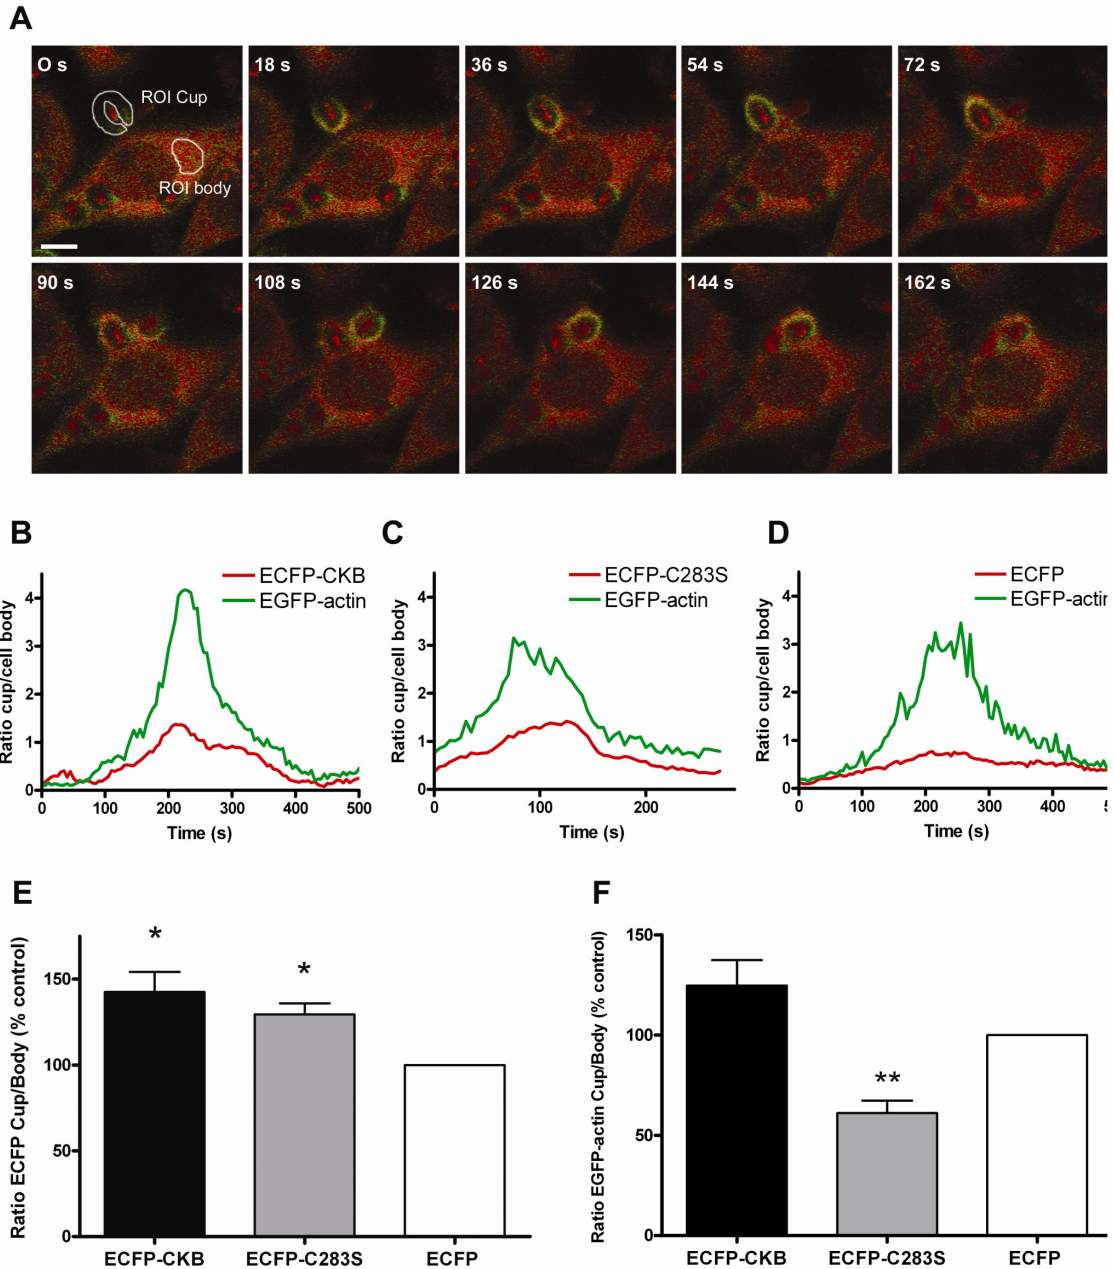 A
O s
18 s
36 s
54 s
72 s
ROI Cup
ROI body
90 s
108 s
126 s
144 s
162 s
B
C
D
ECFP-CKB
EGFP-actin
Ratio cup/cell body
4
3
2
1
0
0 100 200 300 400 500
Time (s)
ECFP-C283S
EGFP-actin
Ratio cup/cell body
4
3
2
1
0
0 100 200
Time (s)
ECFP
EGFP-actir
Ratio cup/cell body
4
3
2
1
0
0 100 200 300 400
Time (s)
E
F
Ratio ECFP Cup/Body (% control)
150
100
50
0
*
*
ECFP-CKB ECFP-C283S ECFP
Ratio EGFP-actin Cup/Body (% control)
150
100
50
0
**
ECFP-CKB ECFP-C283S ECFP